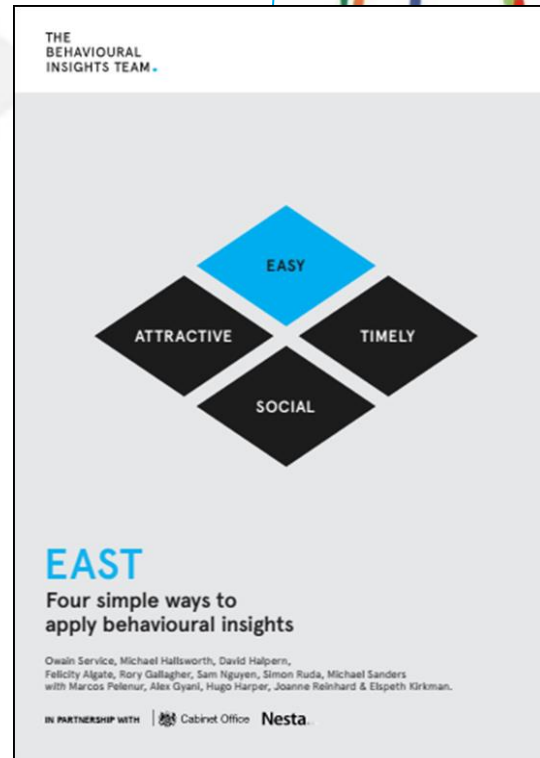 THE
BEHAVIOURAL
INSIGHTS TEAM.
EASY
ATTRACTIVE
TIMELY
SOCIAL
EAST
Four simple ways to
apply behavioural insights
Owain Service, Michael Hallsworth, David Halpern,
Felicity Algate, Rory Gallagher, Sam Nguyen, Simon Ruda, Michael Sanders
with Marcos Pelenur, Alex Gyani, Hugo Harper, Joanne Reinhard & Elspeth Kirkman.
IN PARTNERSHIP WITH Cabinet Office Nesta